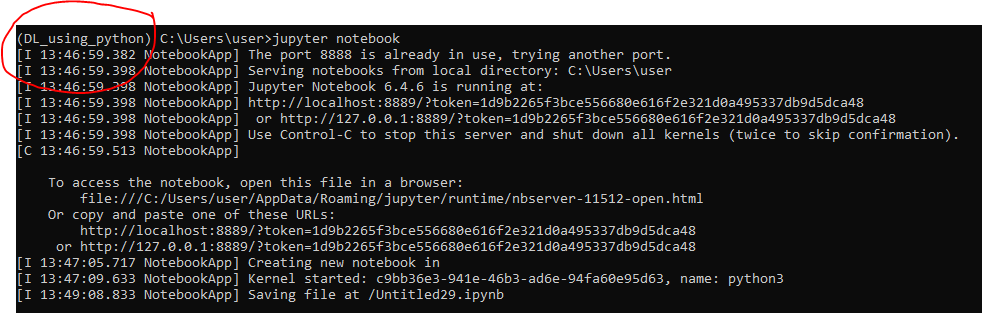 (DL_using_python) C:\Users\user>jupyter notebook
[I 13:46:59.382 NotebookApp] The port 8888 is already in use, trying another port.
[I 13:46:59.398 NotebookApp] Serving notebooks from local directory: C:\Users\user
[I 13:46:59.398 NotebookApp] Jupyter Notebook 6.4.6 is running at:
[I 13:46:59.398 NotebookApp] http://localhost:8889/?token=1d9b2265f3bce556680e616f2e321d0a495337db9d5dca48
[I 13:46:59.398 NotebookApp]  or http://127.0.0.1:8889/?token=1d9b2265f3bce556680e616f2e321d0a495337db9d5dca48
[I 13:46:59.398 NotebookApp] Use Control-C to stop this server and shut down all kernels (twice to skip confirmation).
[C 13:46:59.513 NotebookApp]
To access the notebook, open this file in a browser:
file:///C:/Users/user/AppData/Roaming/jupyter/runtime/nbserver-11512-open.html
Or copy and paste one of these URLs:
http://localhost:8889/?token=1d9b2265f3bce556680e616f2e321d0a495337db9d5dca48
or http://127.0.0.1:8889/?token=1d9b2265f3bce556680e616f2e321d0a495337db9d5dca48
[I 13:47:05.717 NotebookApp] Creating new notebook in
[I 13:47:09.633 NotebookApp] Kernel started: c9bb36e3-941e-46b3-ad6e-94fa60e95d63, name: python3
[I 13:49:08.833 NotebookApp] Saving file at /Untitled29.ipynb